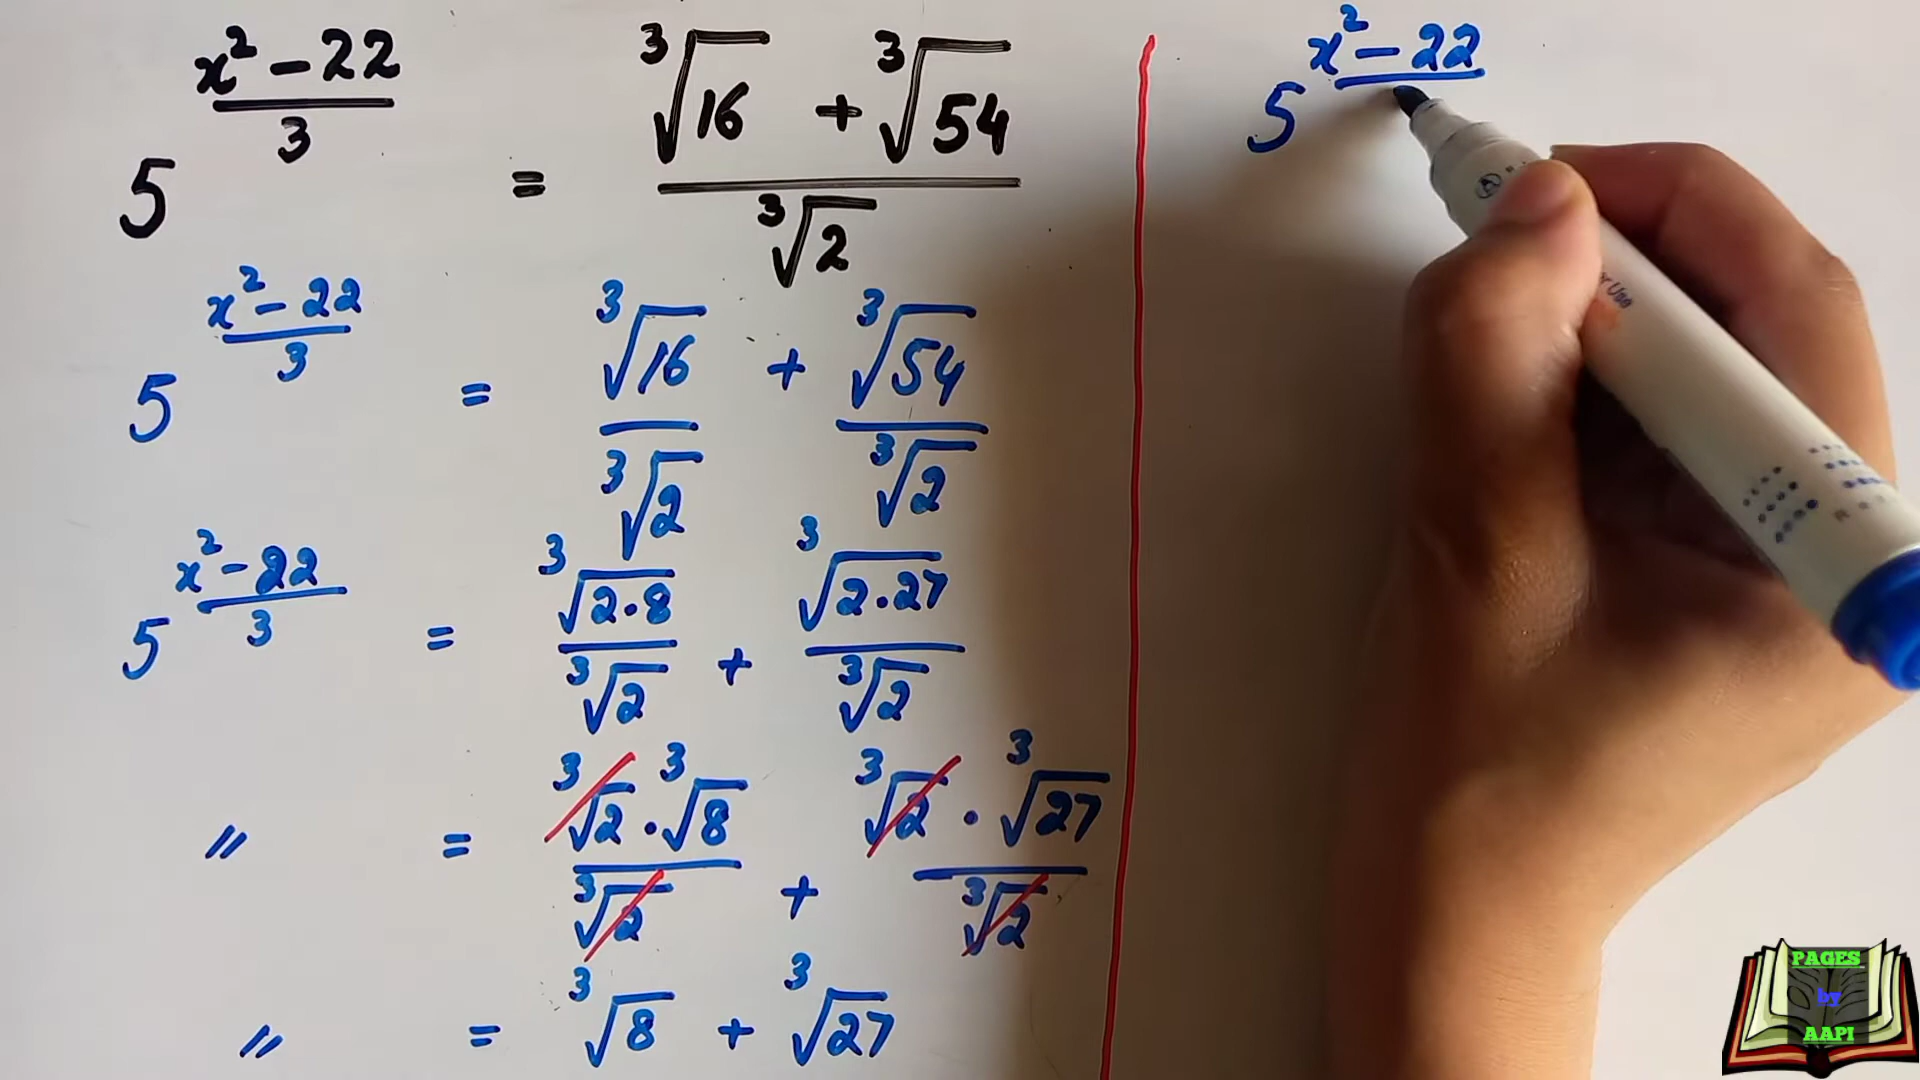 5^((x²-22)/3) = (∛16 + ∛54)/∛2
5^((x²-22)/3) = ∛16/∛2 + ∛54/∛2
5^((x²-22)/3) = ∛(2·8)/∛2 + ∛(2·27)/∛2
〃 = (∛2·∛8)/∛2 + (∛2·∛27)/∛2
〃 = ∛8 + ∛27
5^(x²-22)
PAGES
by
AAPI